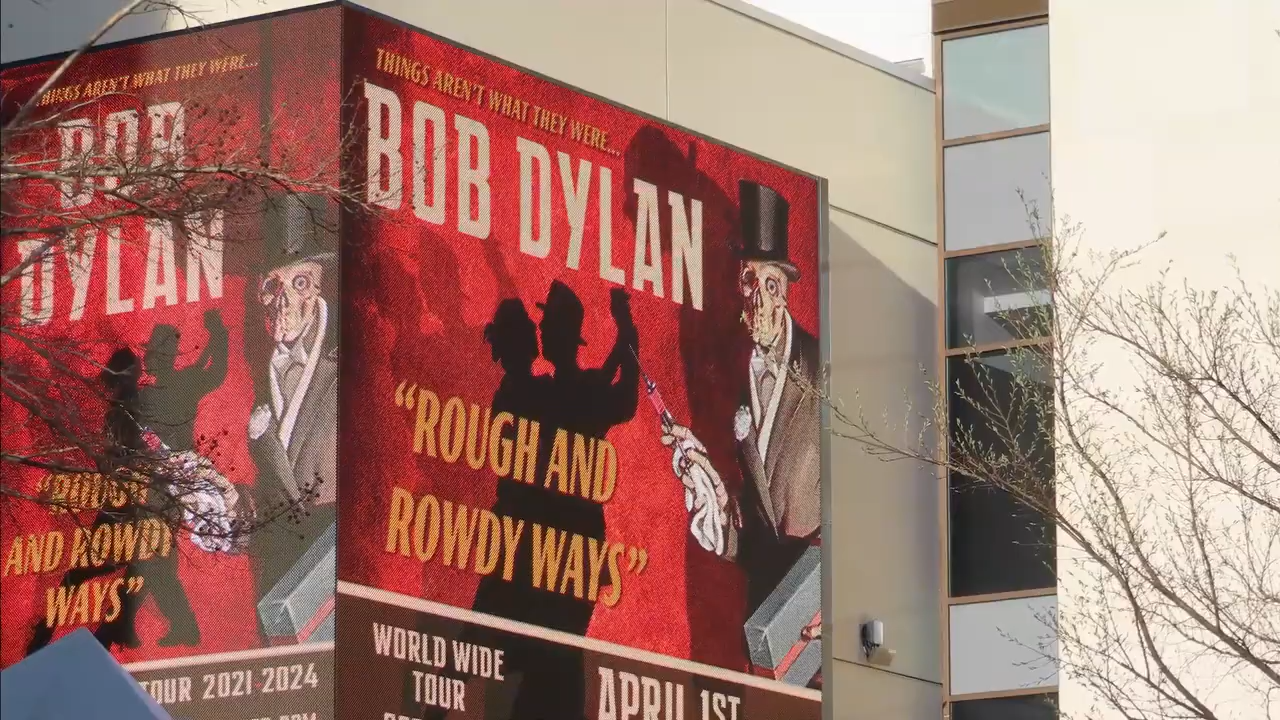 THINGS AREN'T WHAT THEY WERE...
BOB
DYLAN
"ROUGH
AND ROWDY
WAYS"
TOUR 2021-2024
THINGS AREN'T WHAT THEY WERE...
BOB DYLAN
"ROUGH AND
ROWDY WAYS"
WORLD WIDE
TOUR
APRIL 1ST